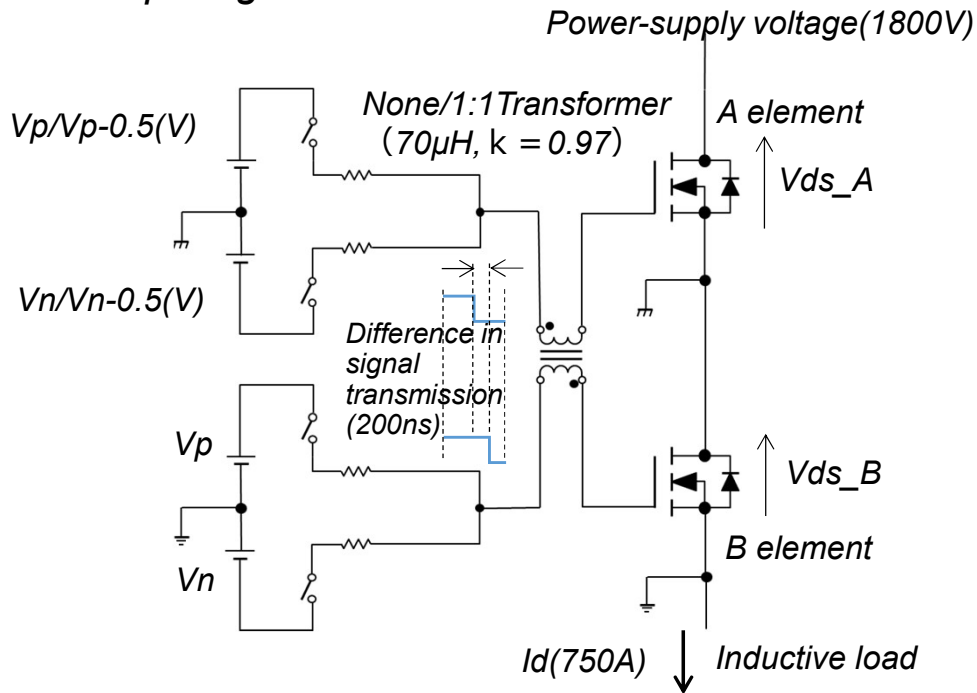 Power-supply voltage(1800V)
Vp/Vp-0.5(V)
None/1:1Transformer
(70μH, k = 0.97)
A element
Vds_A
Vn/Vn-0.5(V)
Difference in
signal
transmission
(200ns)
Vp
Vn
Vds_B
B element
Id(750A)
Inductive load